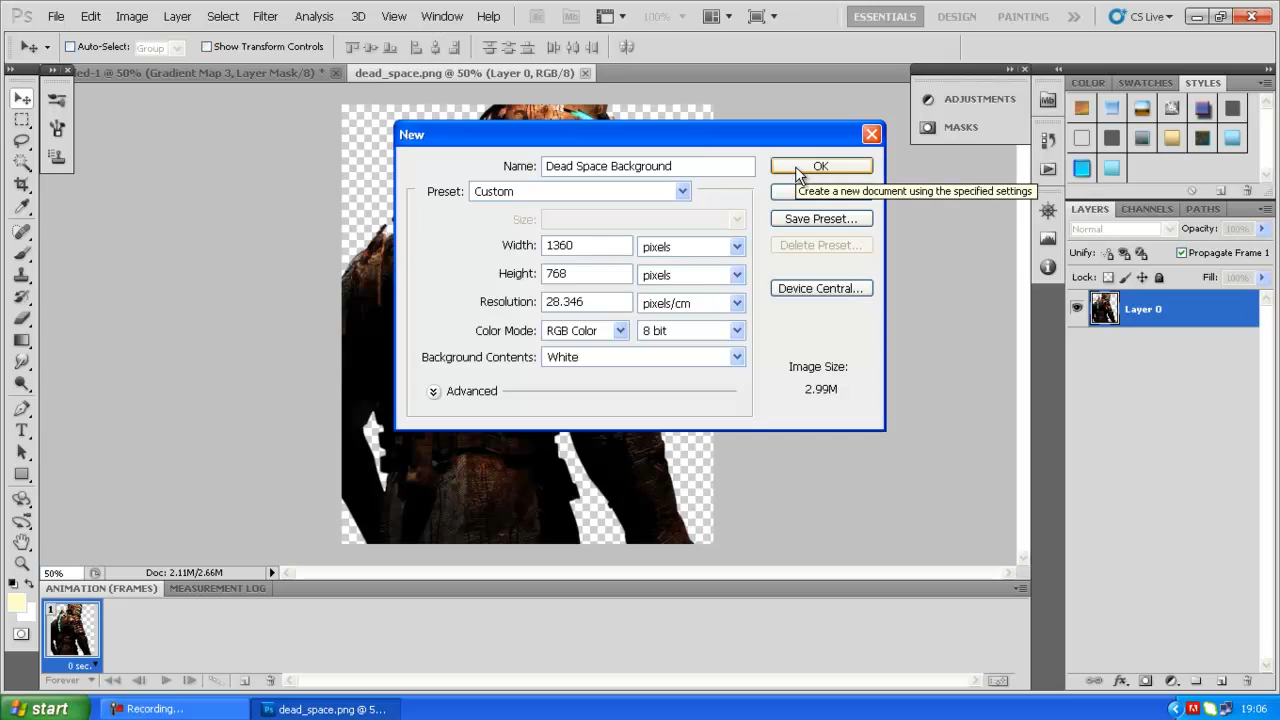 Ps File Edit Image Layer Select Filter Analysis 3D View Window Help Mb 100% ESSENTIALS DESIGN PAINTING CS Live
Auto-Select: Group Show Transform Controls
ed-1 @ 50% (Gradient Map 3, Layer Mask/8) * dead_space.png @ 50% (Layer 0, RGB/8)
COLOR SWATCHES STYLES
ADJUSTMENTS
MASKS
New
Name: Dead Space Background OK
Create a new document using the specified settings
Preset: Custom
Size: Save Preset...
Width: 1360 pixels Delete Preset...
Height: 768 pixels
Device Central...
Resolution: 28.346 pixels/cm
Color Mode: RGB Color 8 bit
Background Contents: White
Image Size:
2.99M
Advanced
LAYERS CHANNELS PATHS
Normal Opacity: 100%
Unify: Propagate Frame 1
Lock: Fill: 100%
Layer 0
50% Doc: 2.11M/2.66M
ANIMATION (FRAMES) MEASUREMENT LOG
1
0 sec.
Forever
start Recording... Ps dead_space.png @ 5... 19:06